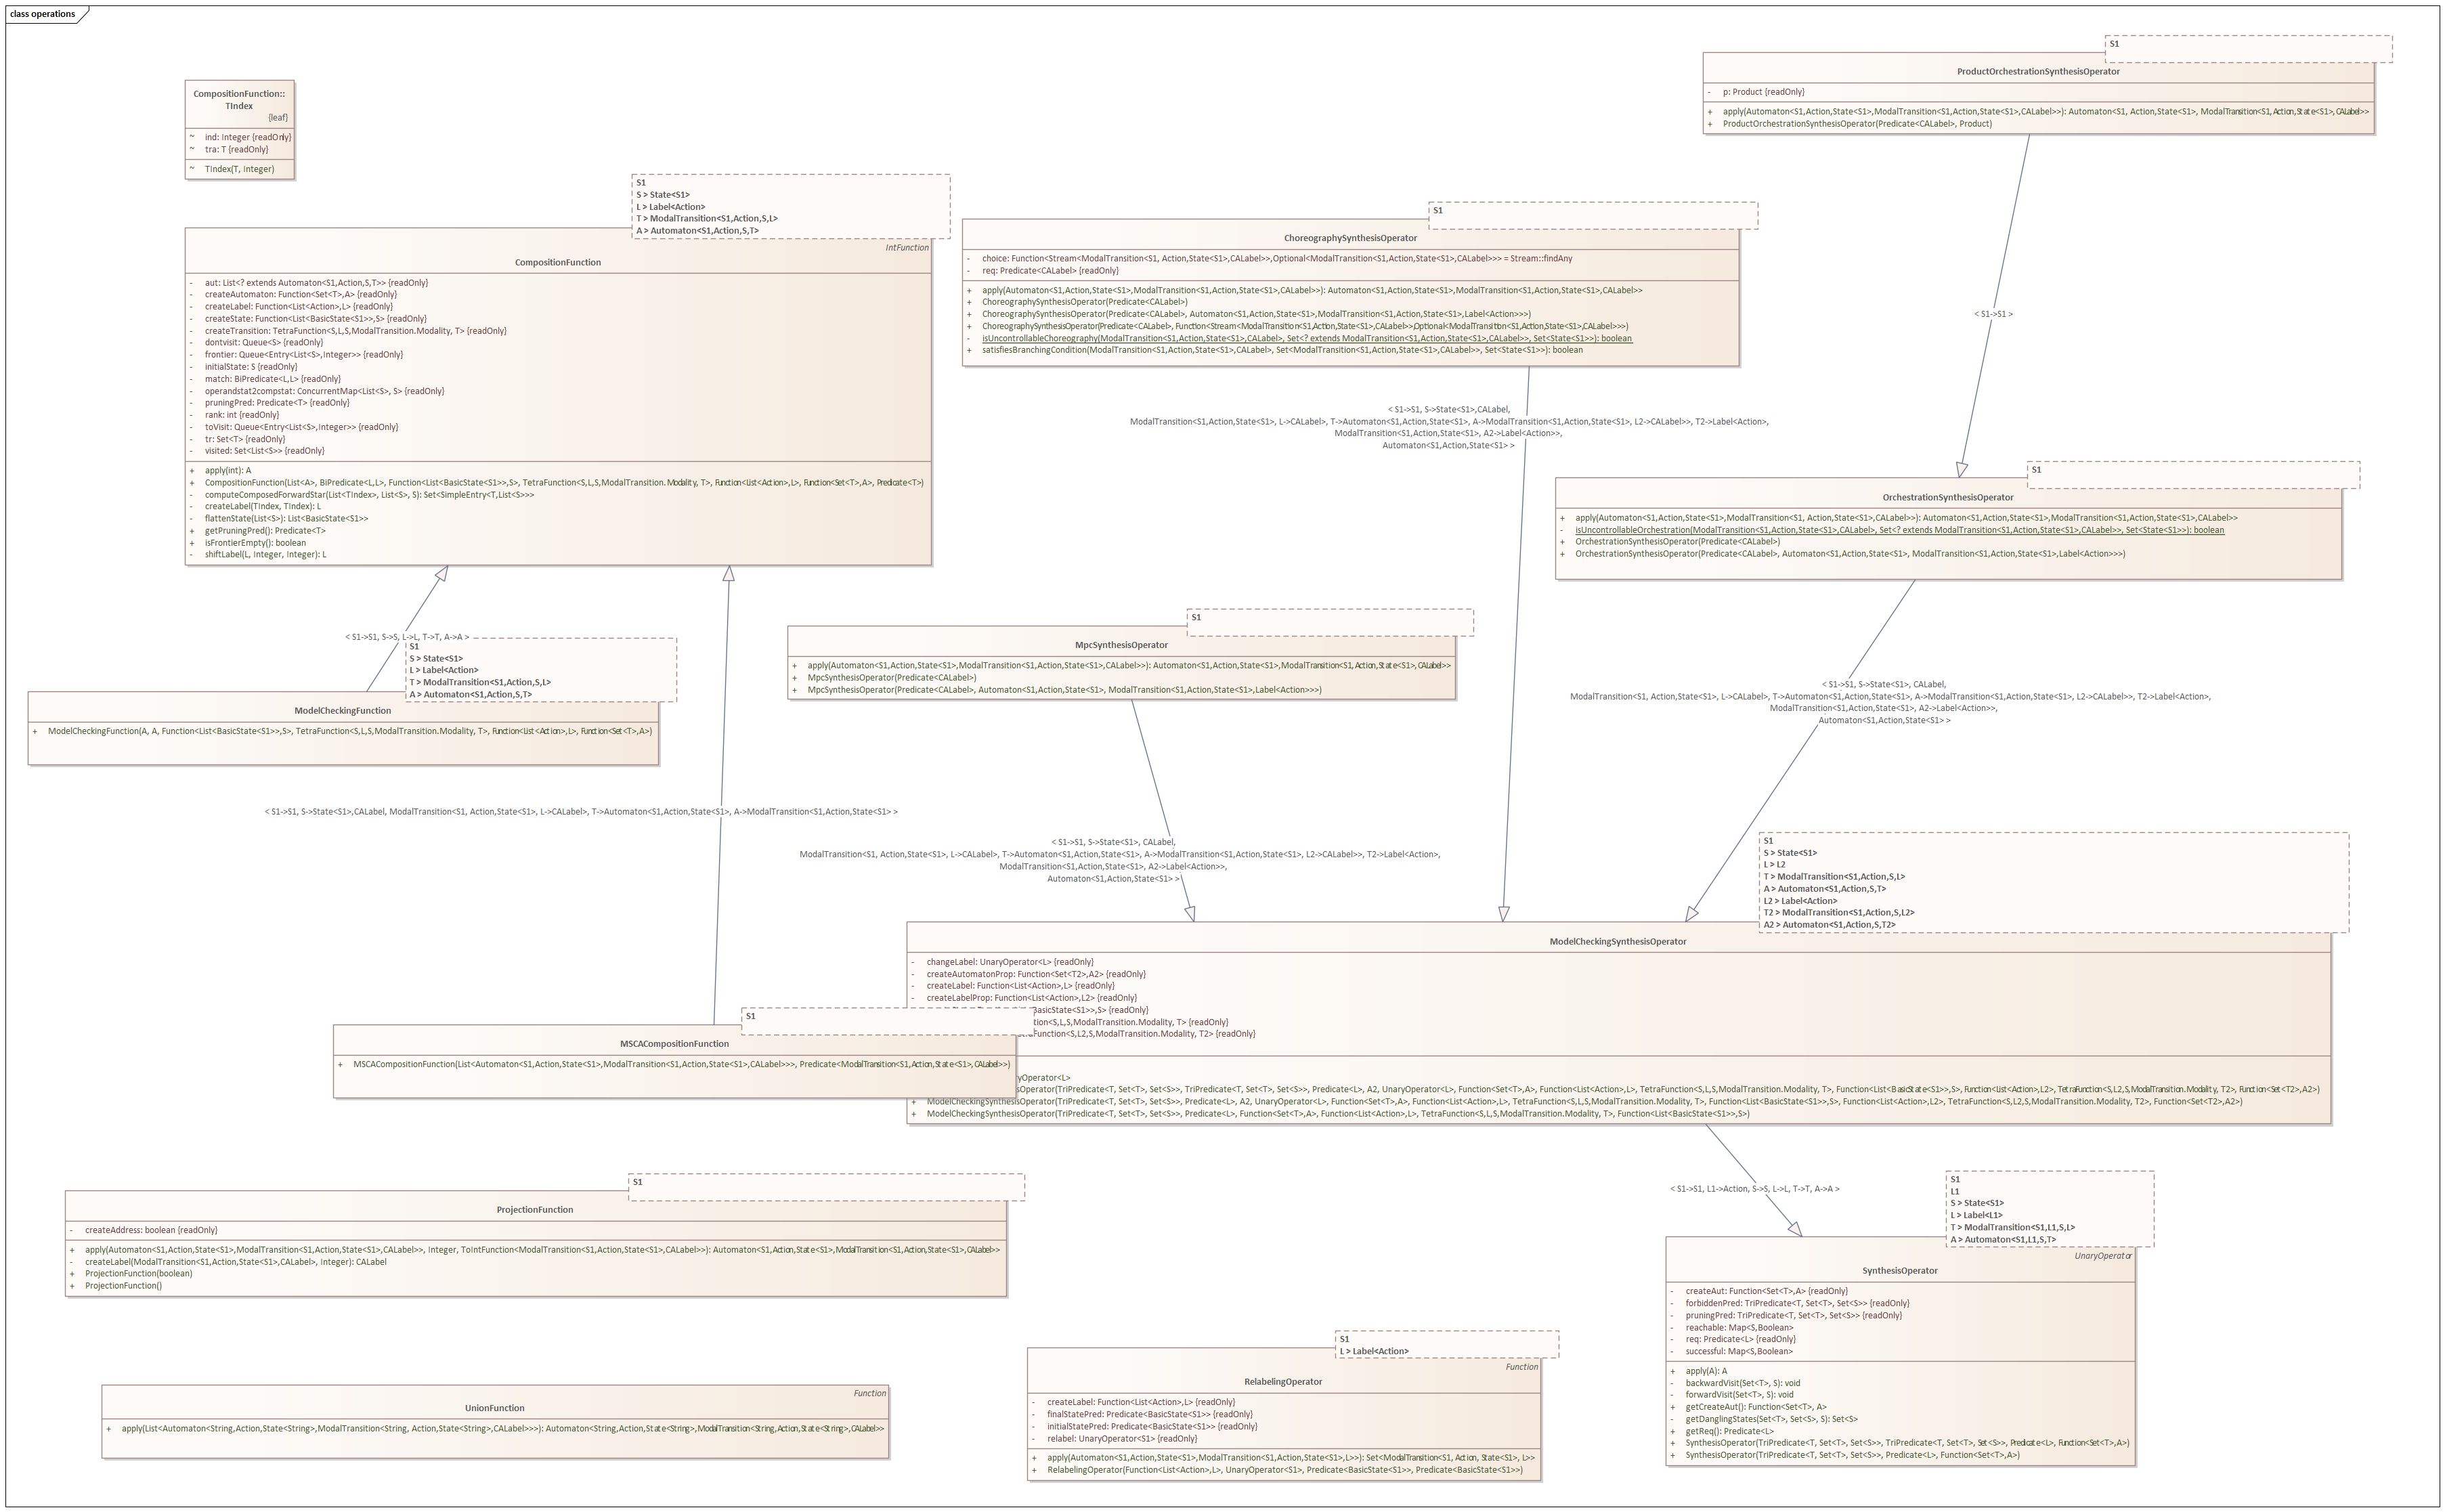 class operations
CompositionFunction::
TIndex
{leaf}
~ ind: Integer {readOnly}
~ tra: T {readOnly}
~ TIndex(T, Integer)
S1
S > State<S1>
L > Label<Action>
T > ModalTransition<S1,Action,S,L>
A > Automaton<S1,Action,S,T>
IntFunction
CompositionFunction
- aut: List<? extends Automaton<S1,Action,S,T>> {readOnly}
- createAutomaton: Function<Set<T>,A> {readOnly}
- createLabel: Function<List<Action>,L> {readOnly}
- createState: Function<List<BasicState<S1>>,S> {readOnly}
- createTransition: TetraFunction<S,L,S,ModalTransition.Modality, T> {readOnly}
- dontvisit: Queue<S> {readOnly}
- frontier: Queue<Entry<List<S>,Integer>> {readOnly}
- initialState: S {readOnly}
- match: BiPredicate<L,L> {readOnly}
- operandstat2compstat: ConcurrentMap<List<S>, S> {readOnly}
- pruningPred: Predicate<T> {readOnly}
- rank: int {readOnly}
- toVisit: Queue<Entry<List<S>,Integer>> {readOnly}
- tr: Set<T> {readOnly}
- visited: Set<List<S>> {readOnly}
+ apply(int): A
+ CompositionFunction(List<A>, BiPredicate<L,L>, Function<List<BasicState<S1>>,S>, TetraFunction<S,L,S,ModalTransition.Modality, T>, Function<List<Action>,L>, Function<Set<T>,A>, Predicate<T>)
- computeComposedForwardStar(List<TIndex>, List<S>, S): Set<SimpleEntry<T,List<S>>>
- createLabel(TIndex, TIndex): L
- flattenState(List<S>): List<BasicState<S1>>
+ getPruningPred(): Predicate<T>
+ isFrontierEmpty(): boolean
- shiftLabel(L, Integer, Integer): L
S1
ChoreographySynthesisOperator
- choice: Function<Stream<ModalTransition<S1, Action,State<S1>,CALabel>>,Optional<ModalTransition<S1,Action,State<S1>,CALabel>>> = Stream::findAny
- req: Predicate<CALabel> {readOnly}
+ apply(Automaton<S1,Action,State<S1>,ModalTransition<S1,Action,State<S1>,CALabel>>): Automaton<S1,Action,State<S1>,ModalTransition<S1,Action,State<S1>,CALabel>>
+ ChoreographySynthesisOperator(Predicate<CALabel>)
+ ChoreographySynthesisOperator(Predicate<CALabel>, Automaton<S1,Action,State<S1>,ModalTransition<S1,Action,State<S1>,Label<Action>>>)
+ ChoreographySynthesisOperator(Predicate<CALabel>, Function<Stream<ModalTransition<S1,Action,State<S1>,CALabel>>,Optional<ModalTransition<S1,Action,State<S1>,CALabel>>>)
- isUncontrollableChoreography(ModalTransition<S1,Action,State<S1>,CALabel>, Set<? extends ModalTransition<S1,Action,State<S1>,CALabel>>, Set<State<S1>>): boolean
+ satisfiesBranchingCondition(ModalTransition<S1,Action,State<S1>,CALabel>, Set<ModalTransition<S1,Action,State<S1>,CALabel>>, Set<State<S1>>): boolean
S1
ProductOrchestrationSynthesisOperator
- p: Product {readOnly}
+ apply(Automaton<S1,Action,State<S1>,ModalTransition<S1,Action,State<S1>,CALabel>>): Automaton<S1, Action,State<S1>, ModalTransition<S1,Action,State<S1>,CALabel>>
+ ProductOrchestrationSynthesisOperator(Predicate<CALabel>, Product)
< S1->S1 >
S1
OrchestrationSynthesisOperator
+ apply(Automaton<S1,Action,State<S1>,ModalTransition<S1, Action,State<S1>,CALabel>>): Automaton<S1,Action,State<S1>,ModalTransition<S1,Action,State<S1>,CALabel>>
- isUncontrollableOrchestration(ModalTransition<S1,Action,State<S1>,CALabel>, Set<? extends ModalTransition<S1,Action,State<S1>,CALabel>>, Set<State<S1>>): boolean
+ OrchestrationSynthesisOperator(Predicate<CALabel>)
+ OrchestrationSynthesisOperator(Predicate<CALabel>, Automaton<S1,Action,State<S1>, ModalTransition<S1,Action,State<S1>,Label<Action>>>)
< S1->S1, S->State<S1>,CALabel,
ModalTransition<S1,Action,State<S1>, L->CALabel>, T->Automaton<S1,Action,State<S1>, A->ModalTransition<S1,Action,State<S1>, L2->CALabel>>, T2->Label<Action>,
ModalTransition<S1,Action,State<S1>, A2->Label<Action>>,
Automaton<S1,Action,State<S1> >
< S1->S1, S->S, L->L, T->T, A->A >
S1
S > State<S1>
L > Label<Action>
T > ModalTransition<S1,Action,S,L>
A > Automaton<S1,Action,S,T>
ModelCheckingFunction
+ ModelCheckingFunction(A, A, Function<List<BasicState<S1>>,S>, TetraFunction<S,L,S,ModalTransition.Modality, T>, Function<List<Action>,L>, Function<Set<T>,A>)
S1
MpcSynthesisOperator
+ apply(Automaton<S1,Action,State<S1>,ModalTransition<S1,Action,State<S1>,CALabel>>): Automaton<S1,Action,State<S1>,ModalTransition<S1,Action,State<S1>,CALabel>>
+ MpcSynthesisOperator(Predicate<CALabel>)
+ MpcSynthesisOperator(Predicate<CALabel>, Automaton<S1,Action,State<S1>, ModalTransition<S1,Action,State<S1>,Label<Action>>>)
< S1->S1, S->State<S1>, CALabel,
ModalTransition<S1, Action,State<S1>, L->CALabel>, T->Automaton<S1,Action,State<S1>, A->ModalTransition<S1,Action,State<S1>, L2->CALabel>>, T2->Label<Action>,
ModalTransition<S1,Action,State<S1>, A2->Label<Action>>,
Automaton<S1,Action,State<S1> >
< S1->S1, S->State<S1>,CALabel, ModalTransition<S1, Action,State<S1>, L->CALabel>, T->Automaton<S1,Action,State<S1>, A->ModalTransition<S1,Action,State<S1> >
< S1->S1, S->State<S1>, CALabel,
ModalTransition<S1, Action,State<S1>, L->CALabel>, T->Automaton<S1,Action,State<S1>, A->ModalTransition<S1,Action,State<S1>, L2->CALabel>>, T2->Label<Action>,
ModalTransition<S1,Action,State<S1>, A2->Label<Action>>,
Automaton<S1,Action,State<S1> >
S1
S > State<S1>
L > L2
T > ModalTransition<S1,Action,S,L>
A > Automaton<S1,Action,S,T>
L2 > Label<Action>
T2 > ModalTransition<S1,Action,S,L2>
A2 > Automaton<S1,Action,S,T2>
ModelCheckingSynthesisOperator
- changeLabel: UnaryOperator<L> {readOnly}
- createAutomatonProp: Function<Set<T2>,A2> {readOnly}
- createLabel: Function<List<Action>,L> {readOnly}
- createLabelProp: Function<List<Action>,L2> {readOnly}
BasicState<S1>>,S> {readOnly}
tion<S,L,S,ModalTransition.Modality, T> {readOnly}
raFunction<S,L2,S,ModalTransition.Modality, T2> {readOnly}
ryOperator<L>
sOperator(TriPredicate<T, Set<T>, Set<S>>, TriPredicate<T, Set<T>, Set<S>>, Predicate<L>, A2, UnaryOperator<L>, Function<Set<T>,A>, Function<List<Action>,L>, TetraFunction<S,L,S,ModalTransition.Modality, T>, Function<List<BasicState<S1>>,S>, Function<List<Action>,L2>, TetraFunction<S,L2,S,ModalTransition.Modality, T2>, Function<Set<T2>,A2>)
+ ModelCheckingSynthesisOperator(TriPredicate<T, Set<T>, Set<S>>, Predicate<L>, A2, UnaryOperator<L>, Function<Set<T>,A>, Function<List<Action>,L>, TetraFunction<S,L,S,ModalTransition.Modality, T>, Function<List<BasicState<S1>>,S>, Function<List<Action>,L2>, TetraFunction<S,L2,S,ModalTransition.Modality, T2>, Function<Set<T2>,A2>)
+ ModelCheckingSynthesisOperator(TriPredicate<T, Set<T>, Set<S>>, Predicate<L>, Function<Set<T>,A>, Function<List<Action>,L>, TetraFunction<S,L,S,ModalTransition.Modality, T>, Function<List<BasicState<S1>>,S>)
S1
MSCACompositionFunction
+ MSCACompositionFunction(List<Automaton<S1,Action,State<S1>,ModalTransition<S1,Action,State<S1>,CALabel>>>, Predicate<ModalTransition<S1,Action,State<S1>,CALabel>>)
S1
ProjectionFunction
- createAddress: boolean {readOnly}
+ apply(Automaton<S1,Action,State<S1>,ModalTransition<S1,Action,State<S1>,CALabel>>, Integer, ToIntFunction<ModalTransition<S1,Action,State<S1>,CALabel>>): Automaton<S1,Action,State<S1>,ModalTransition<S1,Action,State<S1>,CALabel>>
- createLabel(ModalTransition<S1,Action,State<S1>,CALabel>, Integer): CALabel
+ ProjectionFunction(boolean)
+ ProjectionFunction()
< S1->S1, L1->Action, S->S, L->L, T->T, A->A >
S1
L1
S > State<S1>
L > Label<L1>
T > ModalTransition<S1,L1,S,L>
A > Automaton<S1,L1,S,T>
UnaryOperator
SynthesisOperator
- createAut: Function<Set<T>,A> {readOnly}
- forbiddenPred: TriPredicate<T, Set<T>, Set<S>> {readOnly}
- pruningPred: TriPredicate<T, Set<T>, Set<S>> {readOnly}
- reachable: Map<S,Boolean>
- req: Predicate<L> {readOnly}
- successful: Map<S,Boolean>
+ apply(A): A
- backwardVisit(Set<T>, S): void
- forwardVisit(Set<T>, S): void
+ getCreateAut(): Function<Set<T>, A>
- getDanglingStates(Set<T>, Set<S>, S): Set<S>
+ getReq(): Predicate<L>
+ SynthesisOperator(TriPredicate<T, Set<T>, Set<S>>, TriPredicate<T, Set<T>, Set<S>>, Predicate<L>, Function<Set<T>,A>)
+ SynthesisOperator(TriPredicate<T, Set<T>, Set<S>>, Predicate<L>, Function<Set<T>,A>)
Function
UnionFunction
+ apply(List<Automaton<String,Action,State<String>,ModalTransition<String, Action,State<String>,CALabel>>>): Automaton<String,Action,State<String>,ModalTransition<String,Action,State<String>,CALabel>>
S1
L > Label<Action>
Function
RelabelingOperator
- createLabel: Function<List<Action>,L> {readOnly}
- finalStatePred: Predicate<BasicState<S1>> {readOnly}
- initialStatePred: Predicate<BasicState<S1>> {readOnly}
- relabel: UnaryOperator<S1> {readOnly}
+ apply(Automaton<S1,Action,State<S1>,ModalTransition<S1,Action,State<S1>,L>>): Set<ModalTransition<S1, Action, State<S1>, L>>
+ RelabelingOperator(Function<List<Action>,L>, UnaryOperator<S1>, Predicate<BasicState<S1>>, Predicate<BasicState<S1>>)